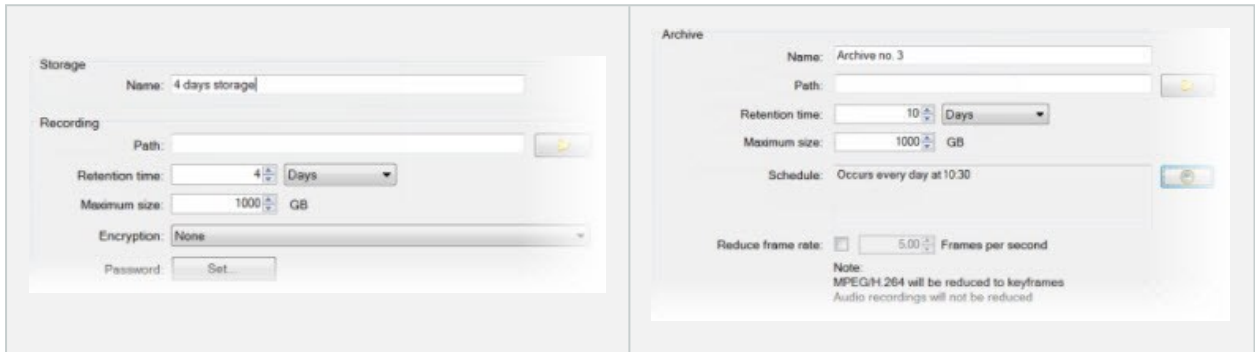 Storage
Name: 4 days storage
Recording
Path:
Retention time: 4 Days
Maximum size: 1000 GB
Encryption: None
Password: Set...
Archive
Name: Archive no. 3
Path:
Retention time: 10 Days
Maximum size: 1000 GB
Schedule: Occurs every day at 10:30
Reduce frame rate: 5.00 Frames per second
Note:
MPEG/H.264 will be reduced to keyframes
Audio recordings will not be reduced